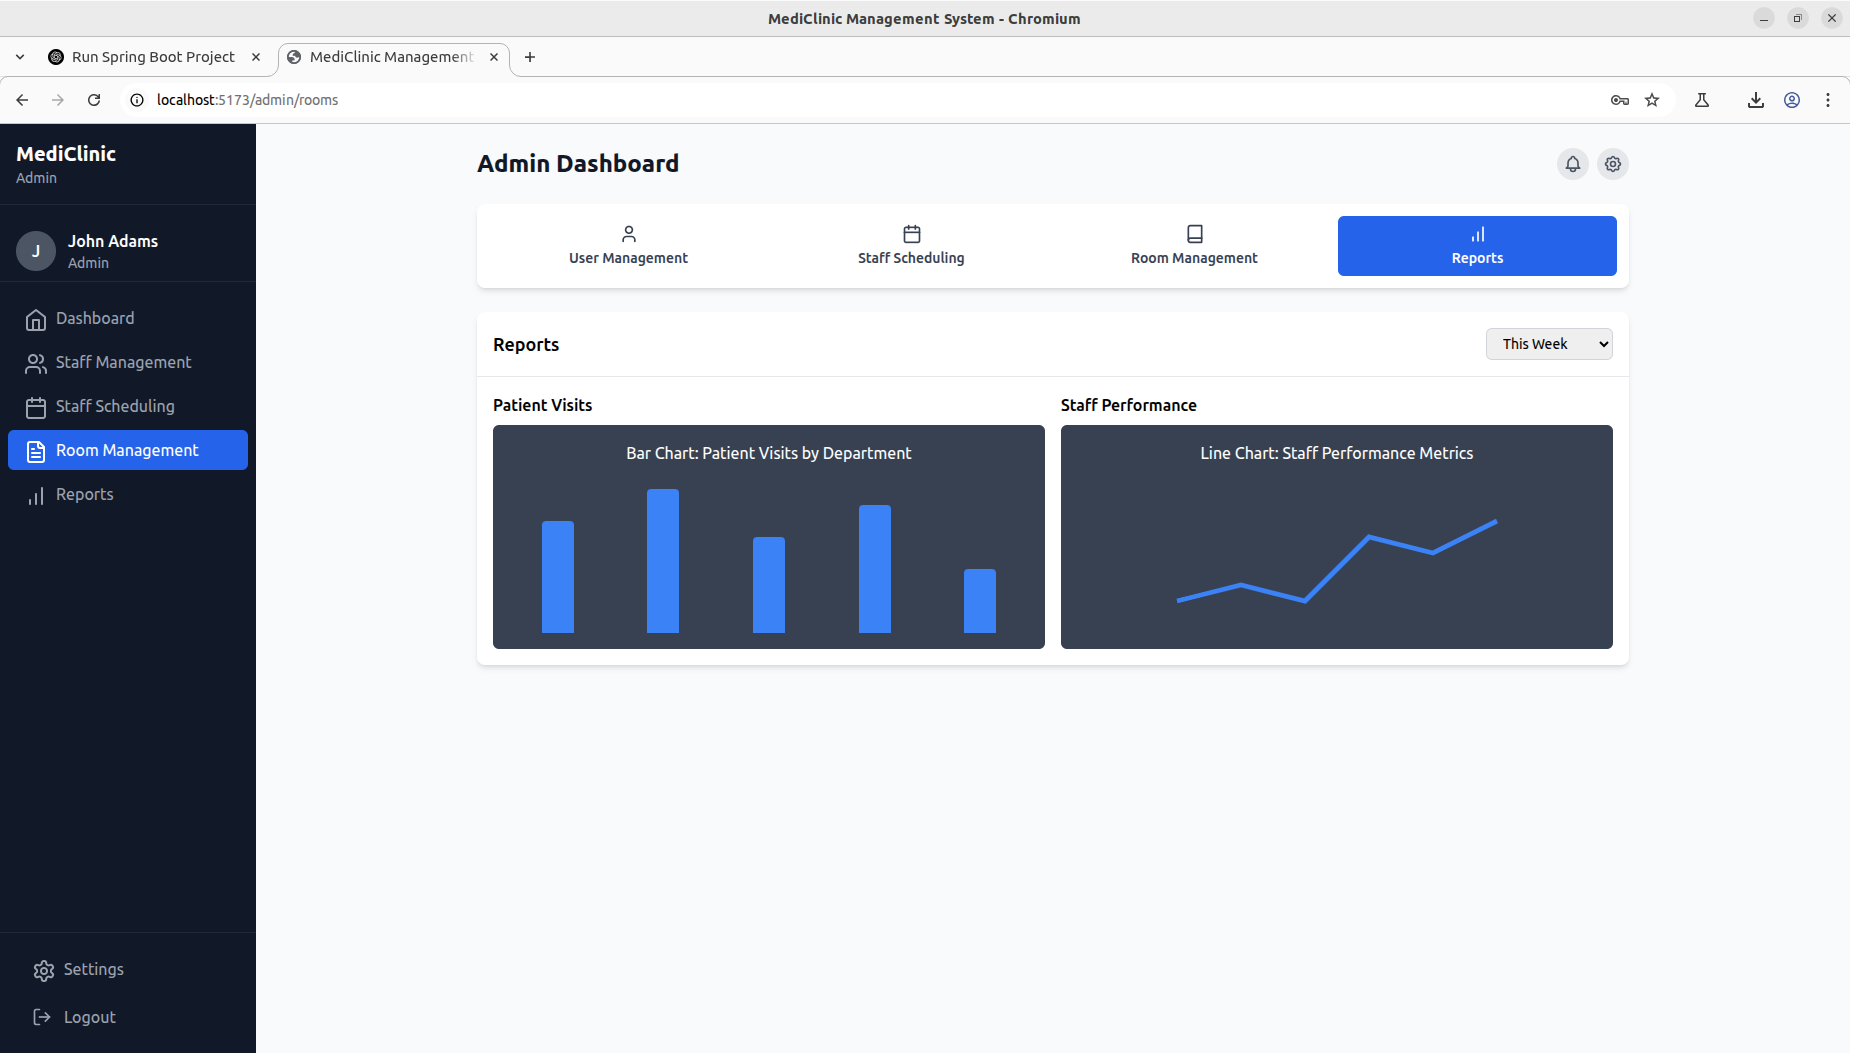 MediClinic Management System - Chromium
Run Spring Boot Project
MediClinic Management
localhost:5173/admin/rooms
MediClinic
Admin
J
John Adams
Admin
Dashboard
Staff Management
Staff Scheduling
Room Management
Reports
Settings
Logout
Admin Dashboard
User Management
Staff Scheduling
Room Management
Reports
Reports
This Week
Patient Visits
Bar Chart: Patient Visits by Department
Staff Performance
Line Chart: Staff Performance Metrics